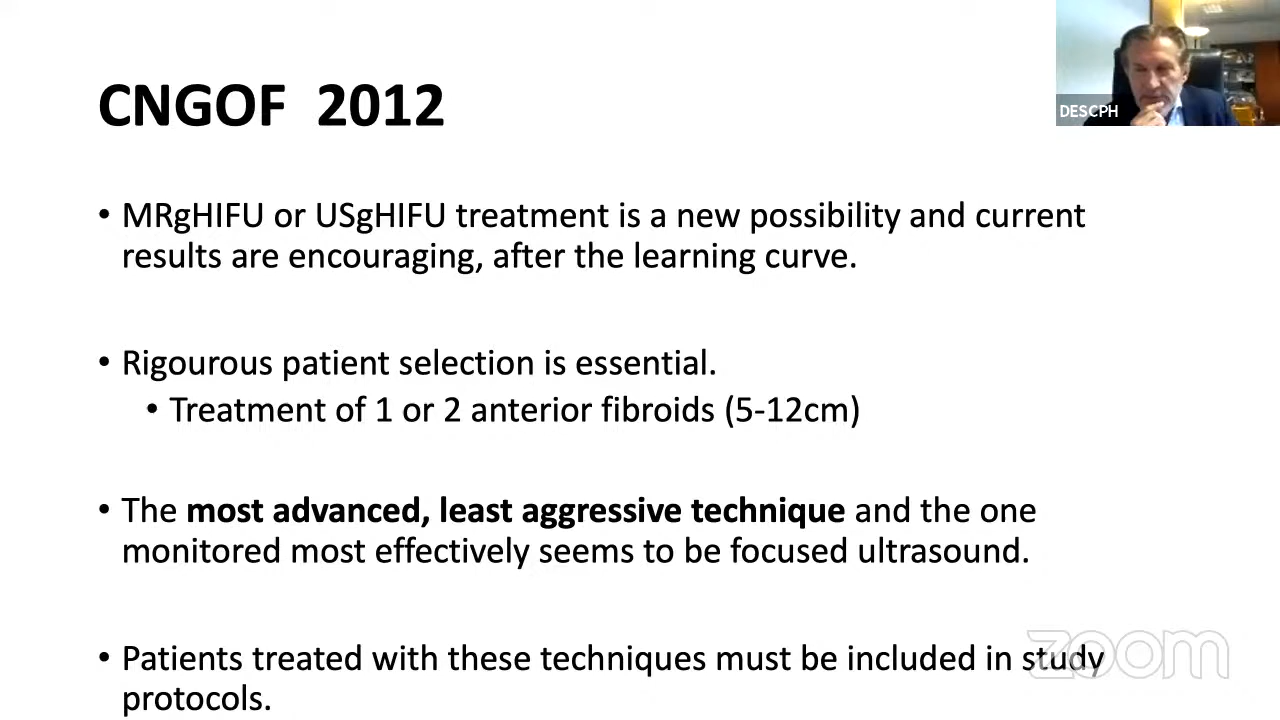 CNGOF 2012
DESCPH
• MRgHIFU or USgHIFU treatment is a new possibility and current
results are encouraging, after the learning curve.
• Rigourous patient selection is essential.
• Treatment of 1 or 2 anterior fibroids (5-12cm)
• The most advanced, least aggressive technique and the one
monitored most effectively seems to be focused ultrasound.
• Patients treated with these techniques must be included in study
protocols.
zoom